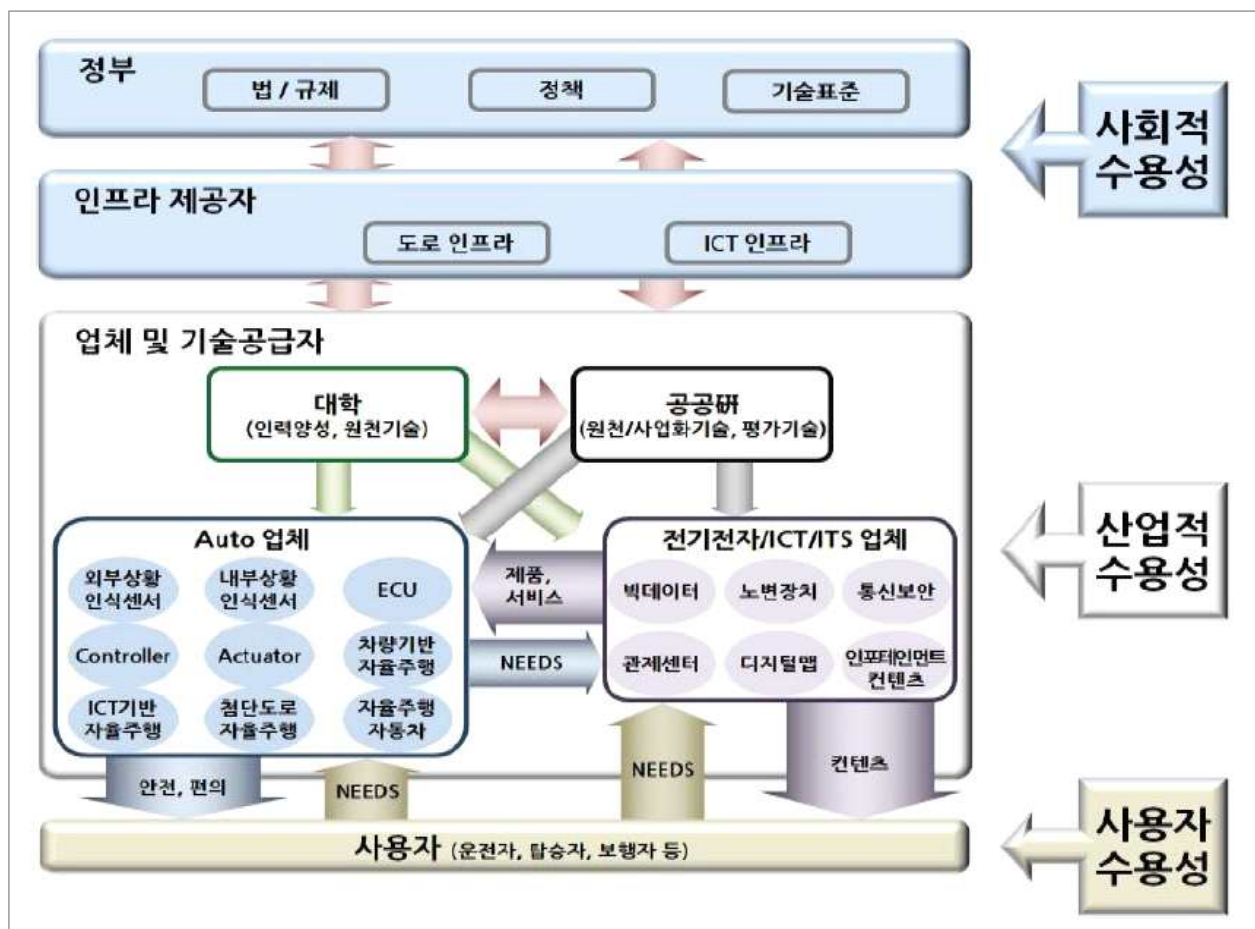 정부
법 / 규제
정책
기술표준
사회적
수용성
인프라 제공자
도로 인프라
ICT 인프라
업체 및 기술공급자
대학
(인력양성, 원천기술)
공공硏
(원천/사업화기술, 평가기술)
Auto 업체
외부상황
인식센서
내부상황
인식센서
ECU
Controller
Actuator
차량기반
자율주행
ICT기반
자율주행
첨단도로
자율주행
자율주행
자동차
제품,
서비스
NEEDS
전기전자/ICT/ITS 업체
빅데이터
노변장치
통신보안
관제센터
디지털맵
인포테인먼트
컨텐츠
산업적
수용성
안전, 편의
NEEDS
NEEDS
컨텐츠
사용자 (운전자, 탑승자, 보행자 등)
사용자
수용성